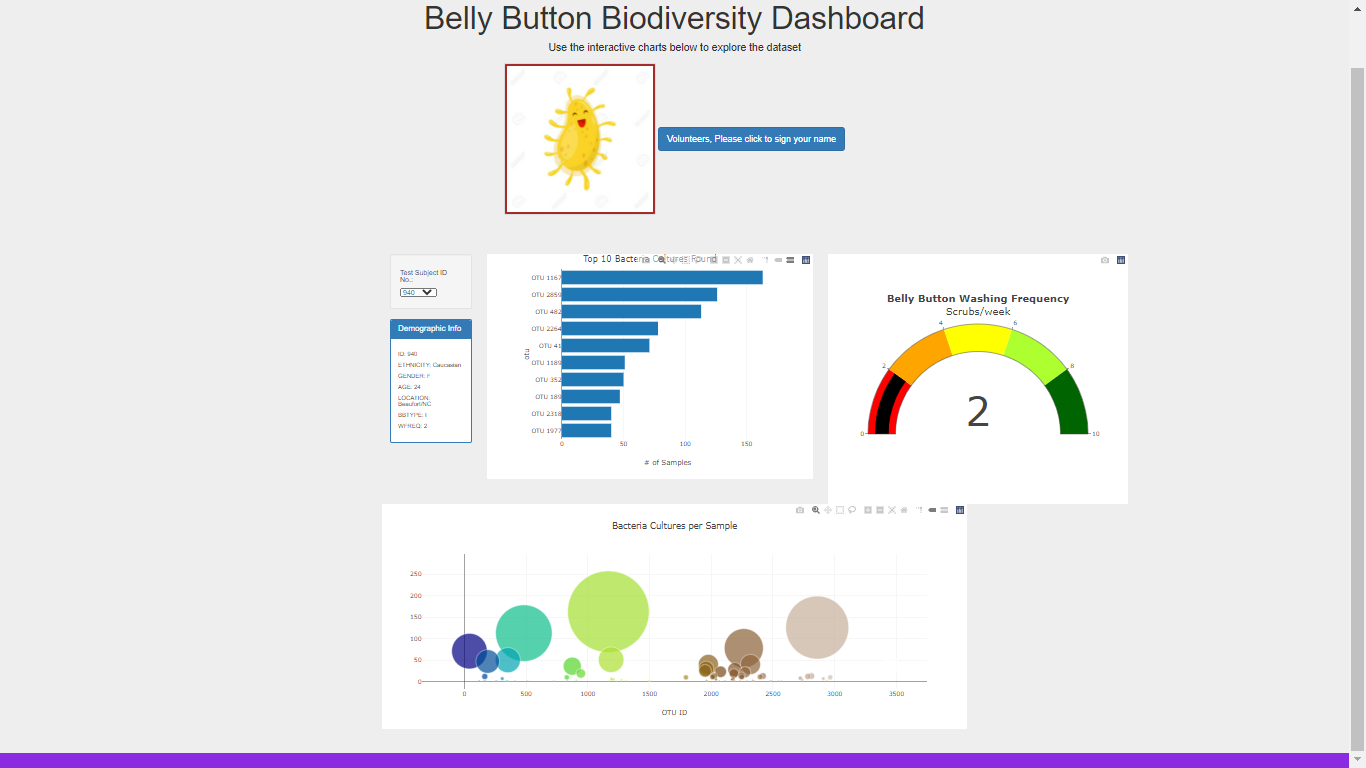 Belly Button Biodiversity Dashboard
Use the interactive charts below to explore the dataset
Volunteers, Please click to sign your name
Test Subject ID
No.:
940
Demographic Info
ID: 940
ETHNICITY: Caucasian
GENDER: F
AGE: 24
LOCATION:
Beaufort/NC
BBTYPE: I
WFREQ: 2
Top 10 Bacteria Cultures Found
OTU 1167
OTU 2859
OTU 482
OTU 2264
OTU 41
OTU 1189
OTU 352
OTU 189
OTU 2318
OTU 1977
otu
0 50 100 150
# of Samples
Belly Button Washing Frequency
Scrubs/week
0
2
4
6
8
10
2
Bacteria Cultures per Sample
250
200
150
100
50
0
0 500 1000 1500 2000 2500 3000 3500
OTU ID